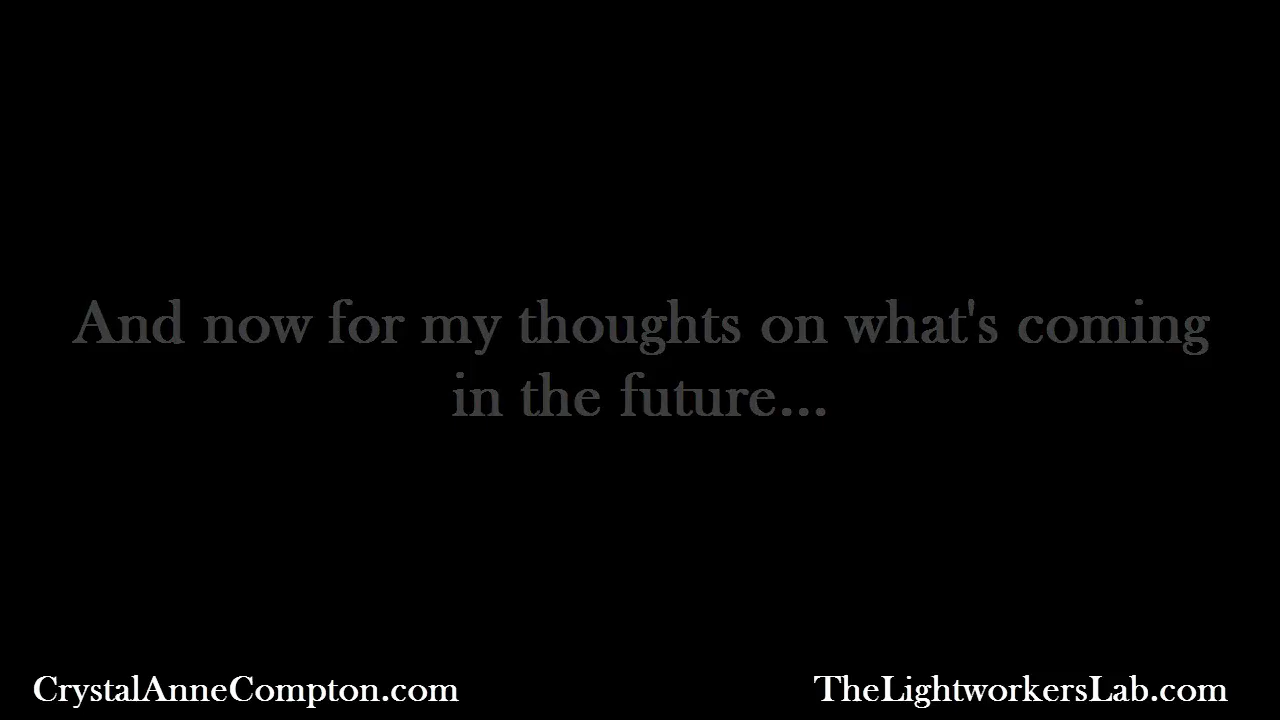 And now for my thoughts on what's coming
in the future...
CrystalAnneCompton.com
TheLightworkersLab.com